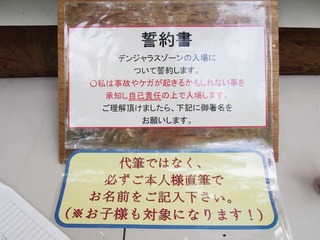 誓約書
デンジャラスゾーンの入場に
ついて誓約します。
〇私は事故やケガが起きるかもしれない事を
承知し自己責任の上で入場します。
ご理解頂けましたら、下記に御署名を
お願いします。
代筆ではなく、
必ずご本人様直筆で
お名前をご記入下さい。
(※お子様も対象になります！)